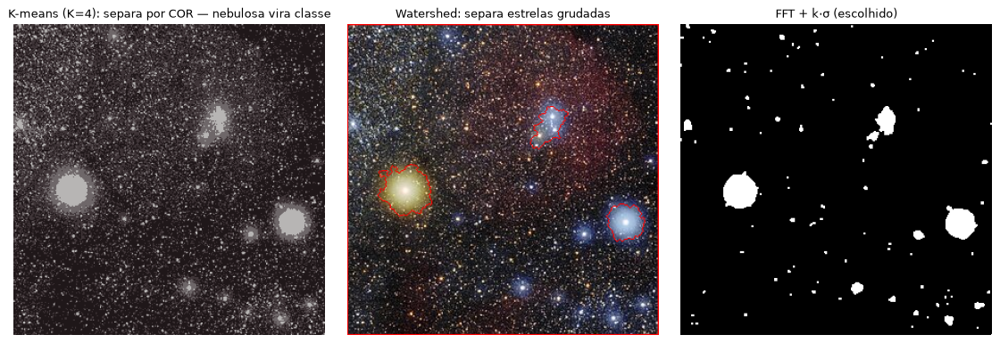 K-means (K=4): separa por COR — nebulosa vira classe
Watershed: separa estrelas grudadas
FFT + k·σ (escolhido)